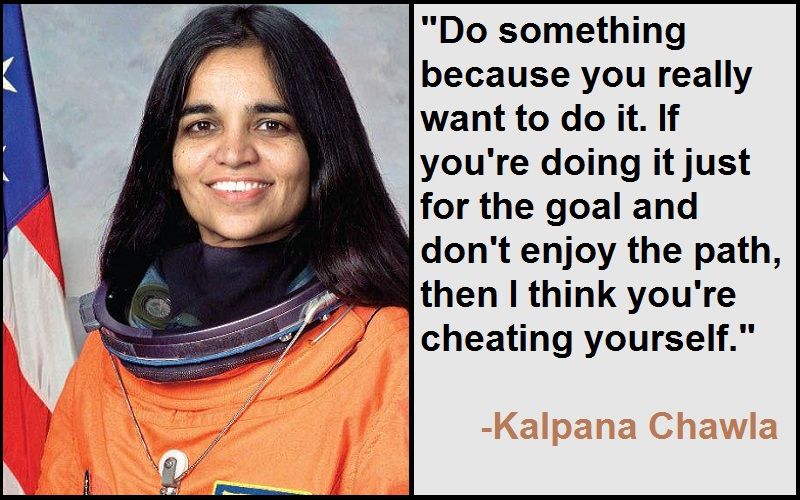 "Do something
because you really
want to do it. If
you're doing it just
for the goal and
don't enjoy the path,
then I think you're
cheating yourself."
-Kalpana Chawla